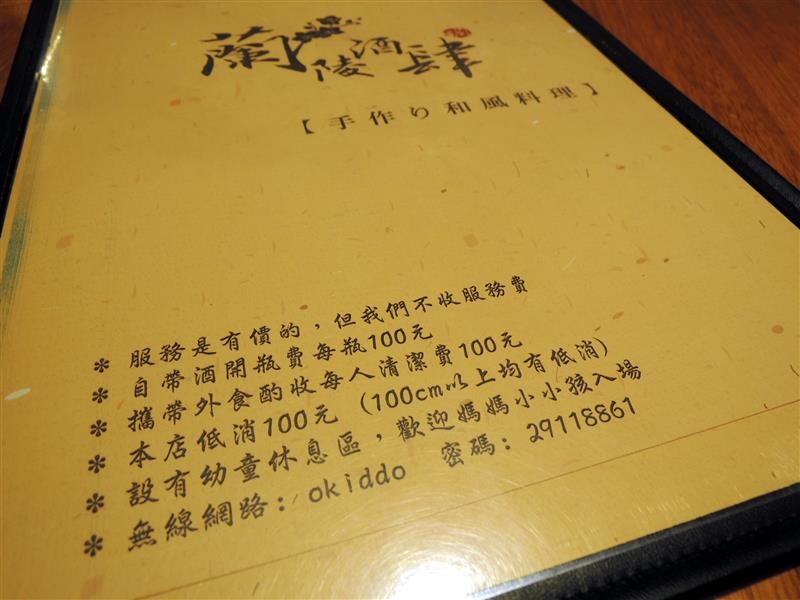 蘭陵酒肆
【手作り和風料理】
* 服務是有價的，但我們不收服務費
* 自帶酒開瓶費每瓶100元
* 攜帶外食酌收每人清潔費100元
* 本店低消100元（100cm以上均有低消）
* 設有幼童休息區，歡迎媽媽小小孩入場
* 無線網路：okiddo 密碼：29118861